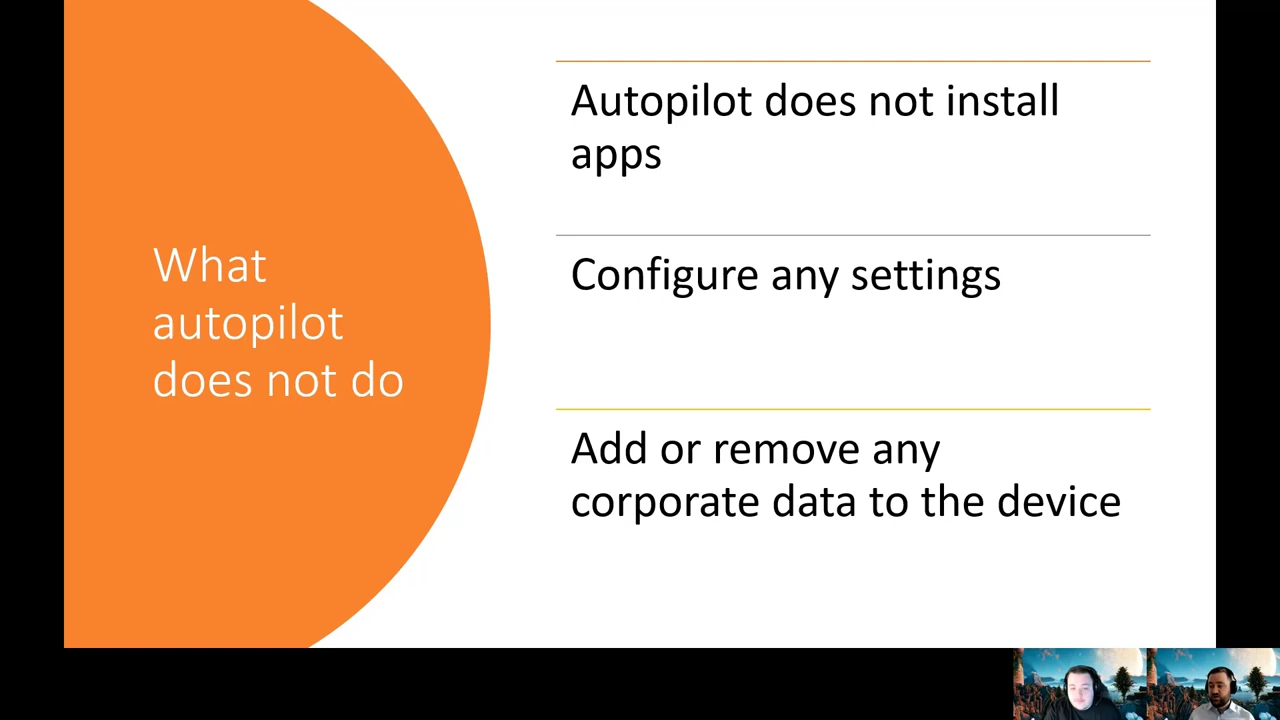 What
autopilot
does not do
Autopilot does not install
apps
Configure any settings
Add or remove any
corporate data to the device